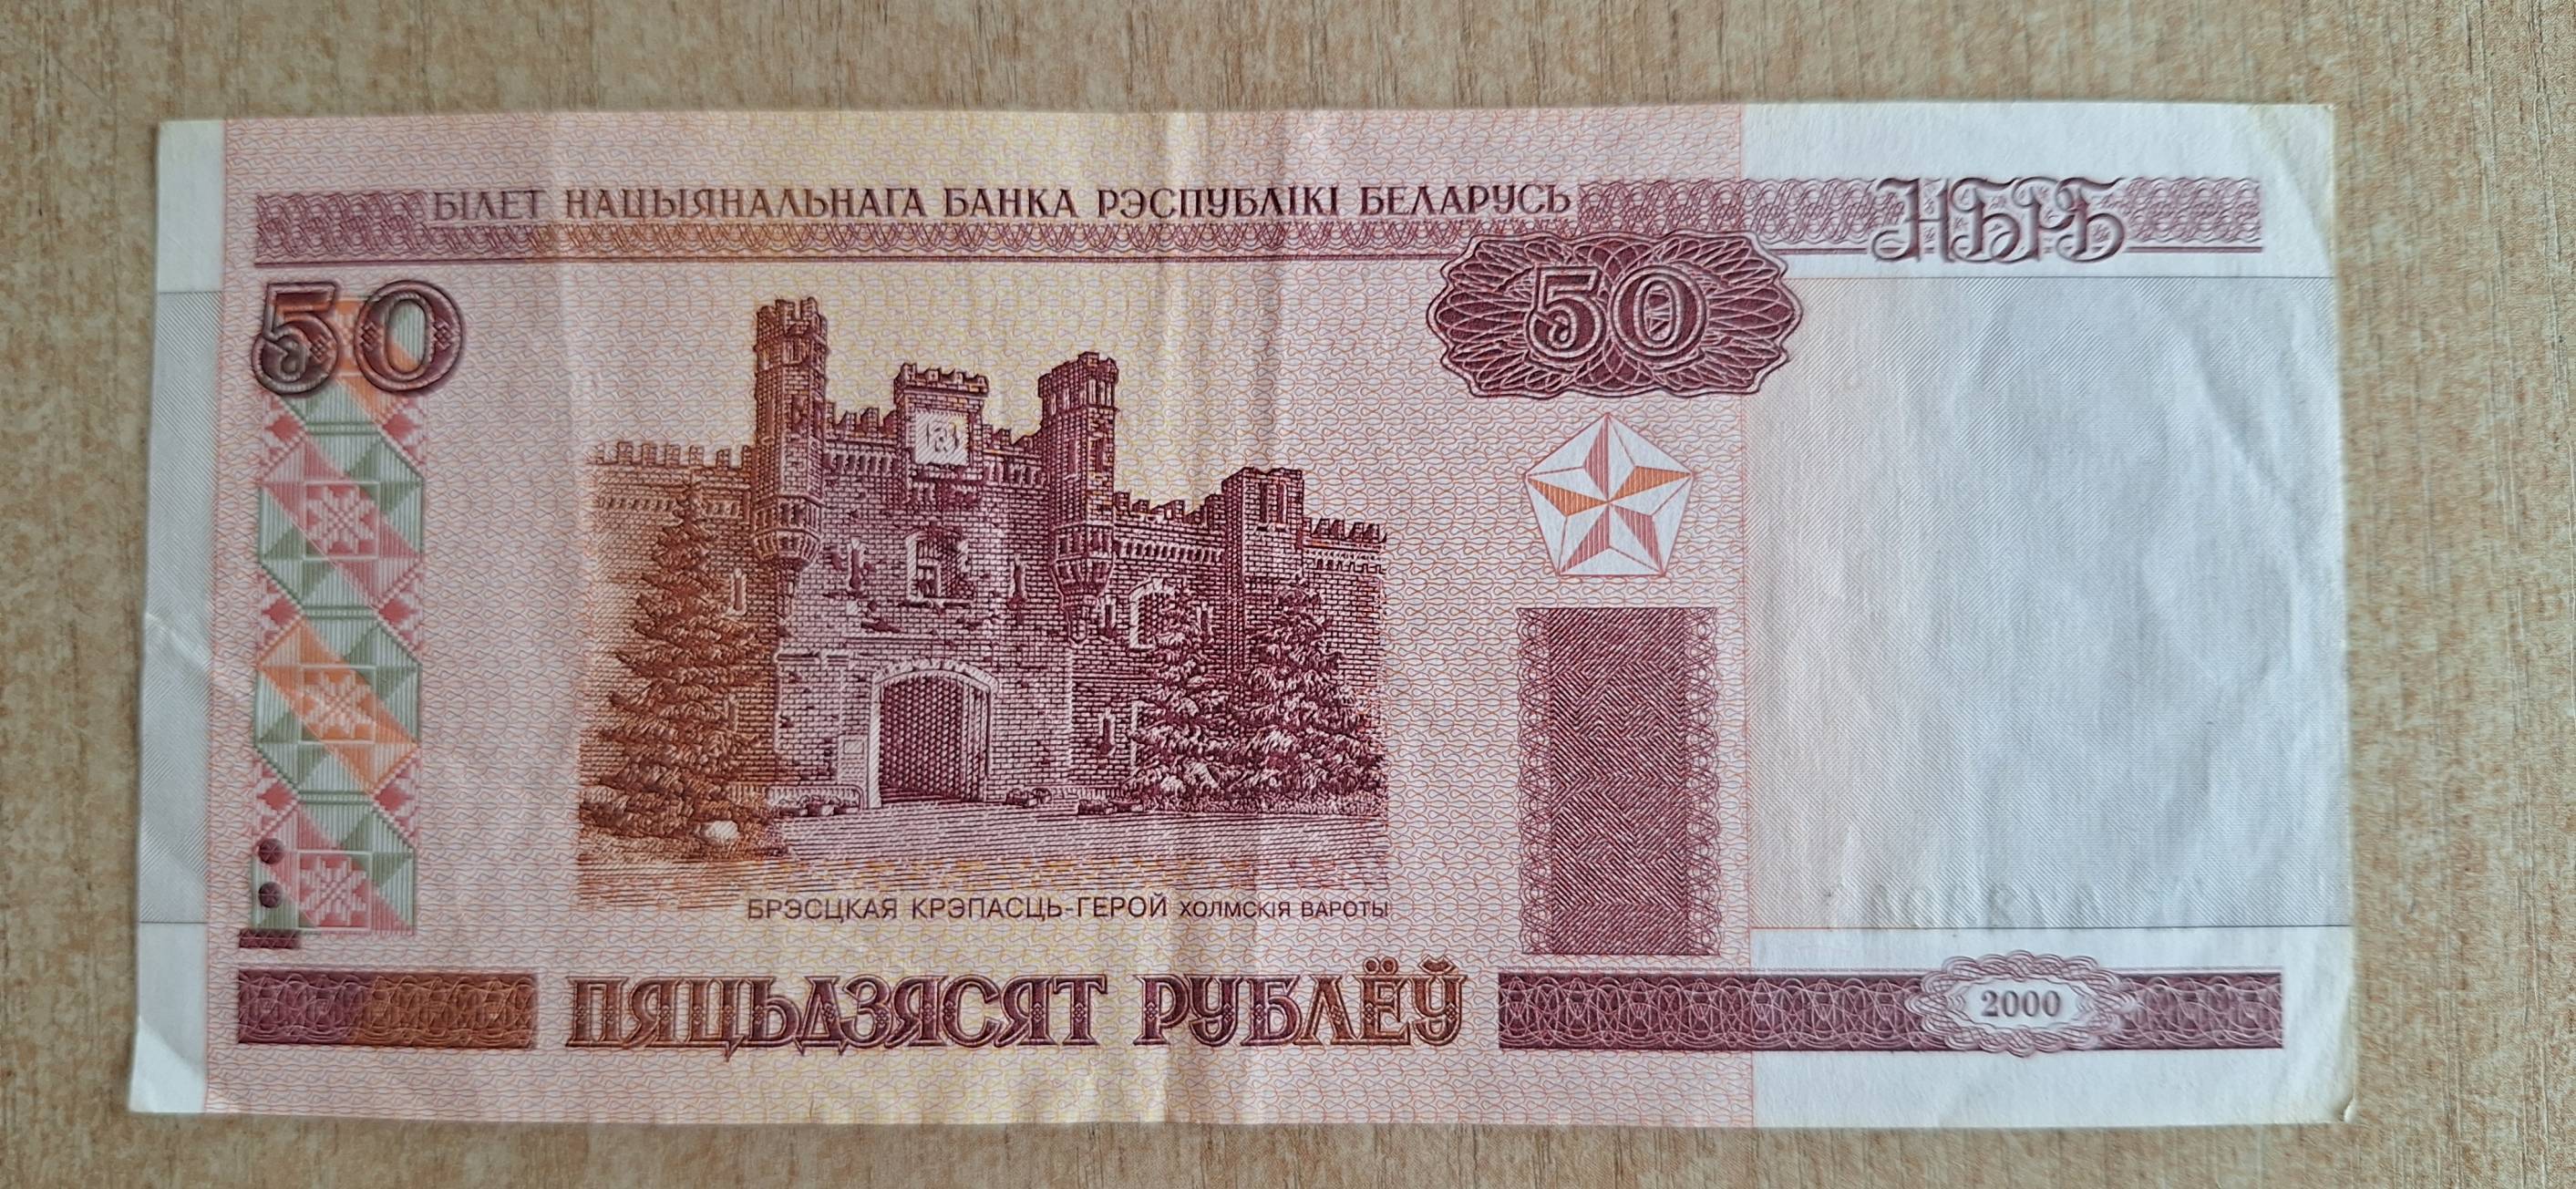 БІЛЕТ НАЦЫЯНАЛЬНАГА БАНКА РЭСПУБЛІКІ БЕЛАРУСЬ
НБРБ
50
50
БРЭСЦКАЯ КРЭПАСЦЬ-ГЕРОЙ ХОЛМСКІЯ ВАРОТЫ
ПЯЦЬДЗЯСЯТ РУБЛЁЎ
2000